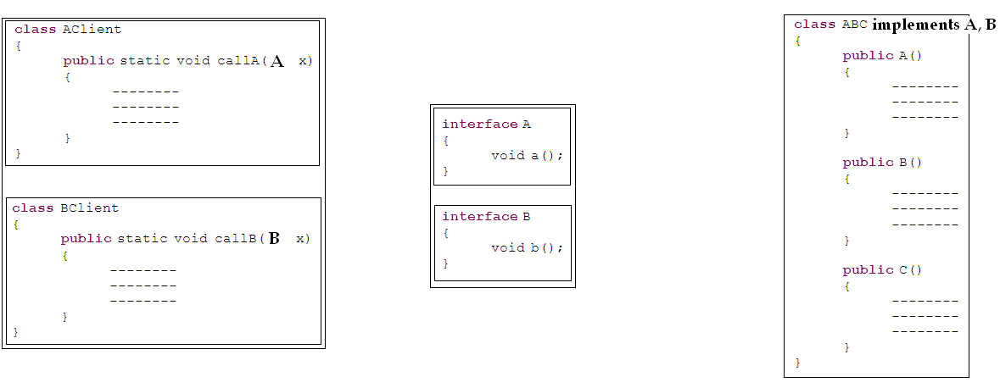 class AClient
{
public static void callA(A x)
{
--------
--------
--------
}
}
class BClient
{
public static void callB(B x)
{
--------
--------
--------
}
}
interface A
{
void a();
}
interface B
{
void b();
}
class ABC implements A, B
{
public A()
{
--------
--------
--------
}
public B()
{
--------
--------
--------
}
public C()
{
--------
--------
--------
}
}